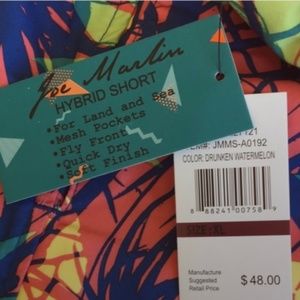 Joe Marlin
HYBRID SHORT
•For Land and Sea
•Mesh Pockets
•Fly Front
•Quick Dry
•Soft Finish
JMMS-A0192
COLOR: DRUNKEN WATERMELON
8 88241 00758 9
SIZE: XL
Manufacture
Suggested
Retail Price
$48.00